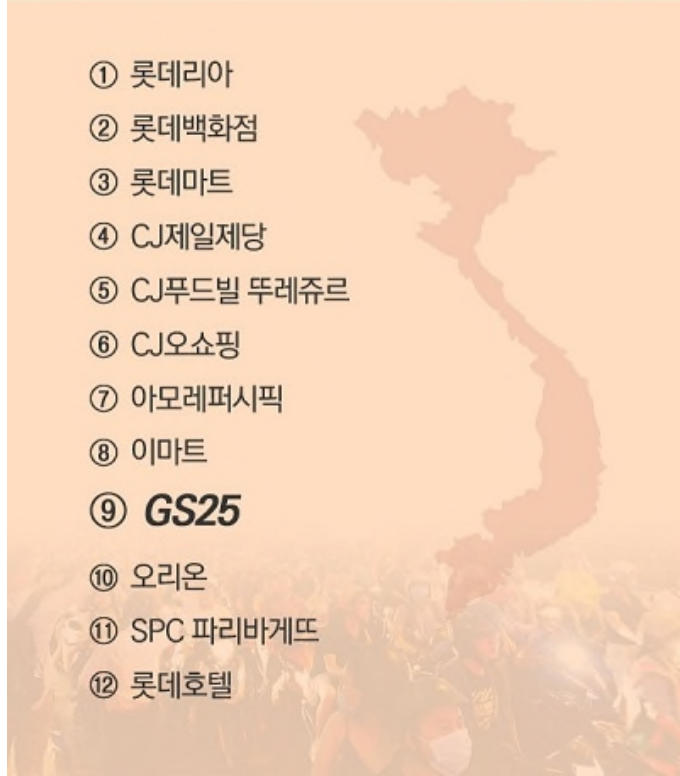 ① 롯데리아
② 롯데백화점
③ 롯데마트
④ CJ제일제당
⑤ CJ푸드빌 뚜레쥬르
⑥ CJ오쇼핑
⑦ 아모레퍼시픽
⑧ 이마트
⑨ GS25
⑩ 오리온
⑪ SPC 파리바게뜨
⑫ 롯데호텔